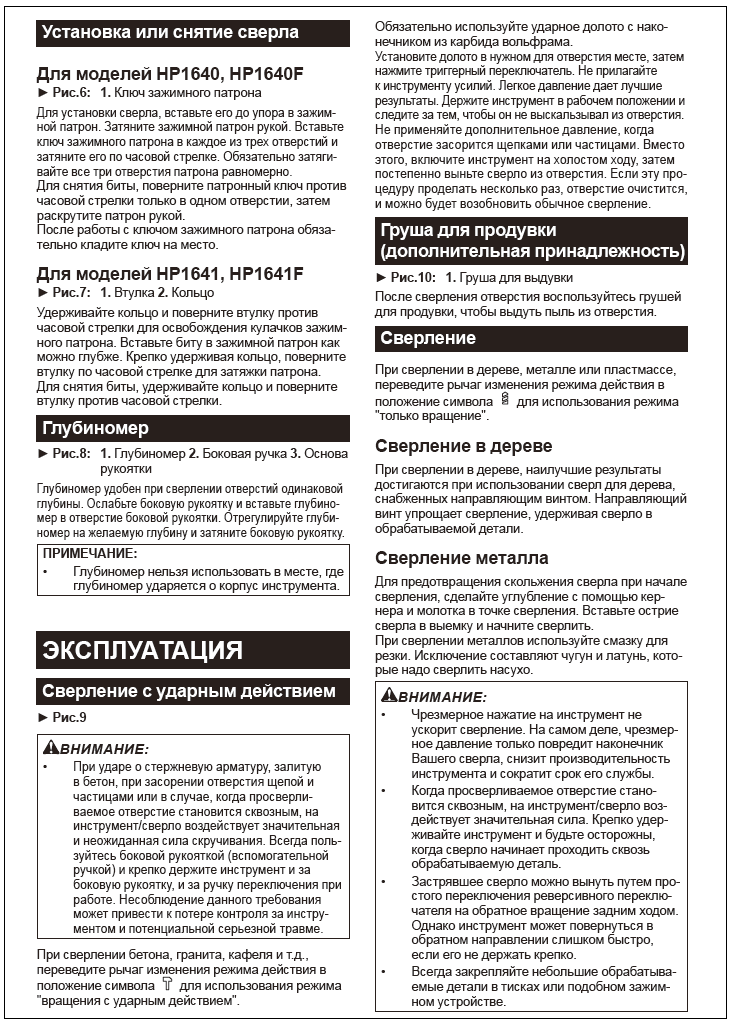 Установка или снятие сверла
Для моделей HP1640, HP1640F
► Рис.6: 1. Ключ зажимного патрона
Для установки сверла, вставьте его до упора в зажим-
ной патрон. Затяните зажимной патрон рукой. Вставьте
ключ зажимного патрона в каждое из трех отверстий и
затяните его по часовой стрелке. Обязательно затяги-
вайте все три отверстия патрона равномерно.
Для снятия биты, поверните патронный ключ против
часовой стрелки только в одном отверстии, затем
раскрутите патрон рукой.
После работы с ключом зажимного патрона обяза-
тельно кладите ключ на место.
Для моделей HP1641, HP1641F
► Рис.7: 1. Втулка 2. Кольцо
Удерживайте кольцо и поверните втулку против
часовой стрелки для освобождения кулачков зажим-
ного патрона. Вставьте биту в зажимной патрон как
можно глубже. Крепко удерживая кольцо, поверните
втулку по часовой стрелке для затяжки патрона.
Для снятия биты, удерживайте кольцо и поверните
втулку против часовой стрелки.
Глубиномер
► Рис.8: 1. Глубиномер 2. Боковая ручка 3. Основа
рукоятки
Глубиномер удобен при сверлении отверстий одинаковой
глубины. Ослабьте боковую рукоятку и вставьте глубино-
мер в отверстие боковой рукоятки. Отрегулируйте глуби-
номер на желаемую глубину и затяните боковую рукоятку.
ПРИМЕЧАНИЕ:
• Глубиномер нельзя использовать в месте, где
глубиномер ударяется о корпус инструмента.
ЭКСПЛУАТАЦИЯ
Сверление с ударным действием
► Рис.9
ВНИМАНИЕ:
• При ударе о стержневую арматуру, залитую
в бетон, при засорении отверстия щепой и
частицами или в случае, когда просверли-
ваемое отверстие становится сквозным, на
инструмент/сверло воздействует значительная
и неожиданная сила скручивания. Всегда поль-
зуйтесь боковой рукояткой (вспомогательной
ручкой) и крепко держите инструмент и за
боковую рукоятку, и за ручку переключения при
работе. Несоблюдение данного требования
может привести к потере контроля за инстру-
ментом и потенциальной серьезной травме.
При сверлении бетона, гранита, кафеля и т.д.,
переведите рычаг изменения режима действия в
положение символа для использования режима
"вращения с ударным действием".
Обязательно используйте ударное долото с нако-
нечником из карбида вольфрама.
Установите долото в нужном для отверстия месте, затем
нажмите триггерный переключатель. Не прилагайте
к инструменту усилий. Легкое давление дает лучшие
результаты. Держите инструмент в рабочем положении и
следите за тем, чтобы он не выскальзывал из отверстия.
Не применяйте дополнительное давление, когда
отверстие засорится щепками или частицами. Вместо
этого, включите инструмент на холостом ходу, затем
постепенно выньте сверло из отверстия. Если эту про-
цедуру проделать несколько раз, отверстие очистится,
и можно будет возобновить обычное сверление.
Груша для продувки
(дополнительная принадлежность)
► Рис.10: 1. Груша для выдувки
После сверления отверстия воспользуйтесь грушей
для продувки, чтобы выдуть пыль из отверстия.
Сверление
При сверлении в дереве, металле или пластмассе,
переведите рычаг изменения режима действия в
положение символа для использования режима
"только вращение".
Сверление в дереве
При сверлении в дереве, наилучшие результаты
достигаются при использовании сверл для дерева,
снабженных направляющим винтом. Направляющий
винт упрощает сверление, удерживая сверло в
обрабатываемой детали.
Сверление металла
Для предотвращения скольжения сверла при начале
сверления, сделайте углубление с помощью кер-
нера и молотка в точке сверления. Вставьте острие
сверла в выемку и начните сверлить.
При сверлении металлов используйте смазку для
резки. Исключение составляют чугун и латунь, кото-
рые надо сверлить насухо.
ВНИМАНИЕ:
• Чрезмерное нажатие на инструмент не
ускорит сверление. На самом деле, чрезмер-
ное давление только повредит наконечник
Вашего сверла, снизит производительность
инструмента и сократит срок его службы.
• Когда просверливаемое отверстие стано-
вится сквозным, на инструмент/сверло воз-
действует значительная сила. Крепко удер-
живайте инструмент и будьте осторожны,
когда сверло начинает проходить сквозь
обрабатываемую деталь.
• Застрявшее сверло можно вынуть путем про-
стого переключения реверсивного переклю-
чателя на обратное вращение задним ходом.
Однако инструмент может повернуться в
обратном направлении слишком быстро,
если его не держать крепко.
• Всегда закрепляйте небольшие обрабатыва-
емые детали в тисках или подобном зажим-
ном устройстве.